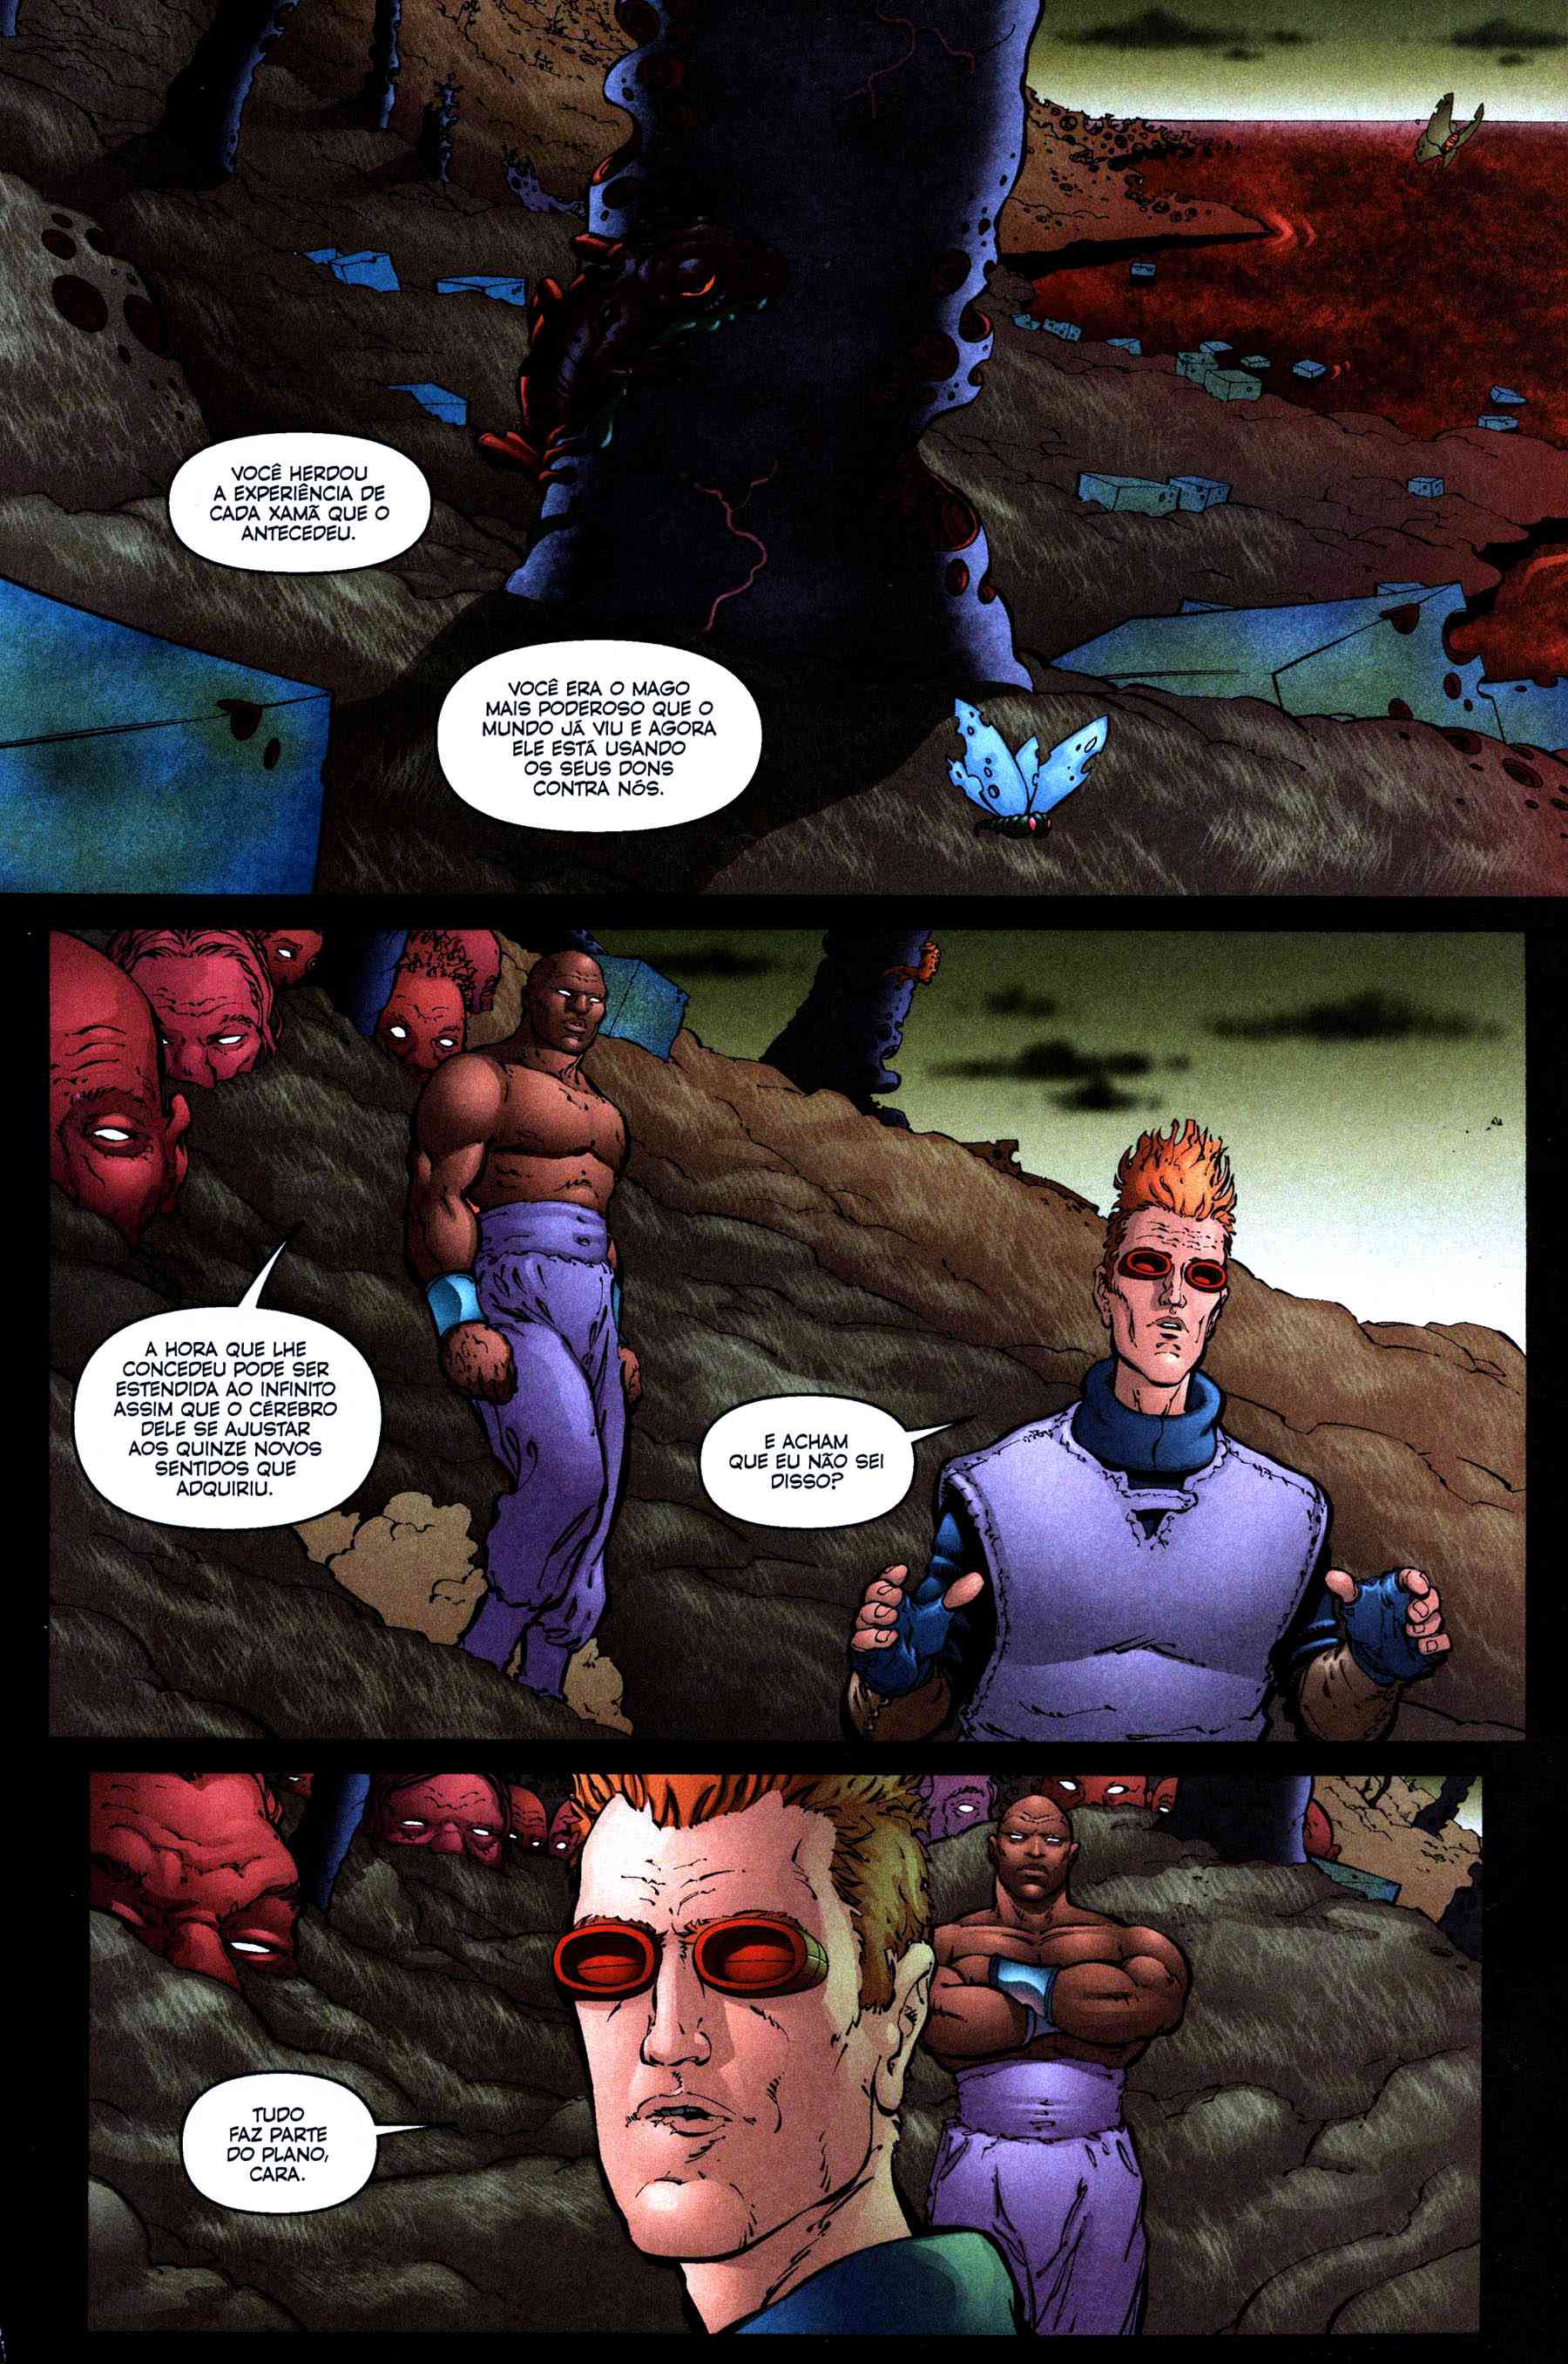 VOCÊ HERDOU
A EXPERIÊNCIA DE
CADA XAMÃ QUE O
ANTECEDEU.
VOCÊ ERA O MAGO
MAIS PODEROSO QUE O
MUNDO JÁ VIU E AGORA
ELE ESTÁ USANDO
OS SEUS DONS
CONTRA NÓS.
A HORA QUE LHE
CONCEDEU PODE SER
ESTENDIDA AO INFINITO
ASSIM QUE O CÉREBRO
DELE SE AJUSTAR
AOS QUINZE NOVOS
SENTIDOS QUE
ADQUIRIU.
E ACHAM
QUE EU NÃO SEI
DISSO?
TUDO
FAZ PARTE
DO PLANO,
CARA.